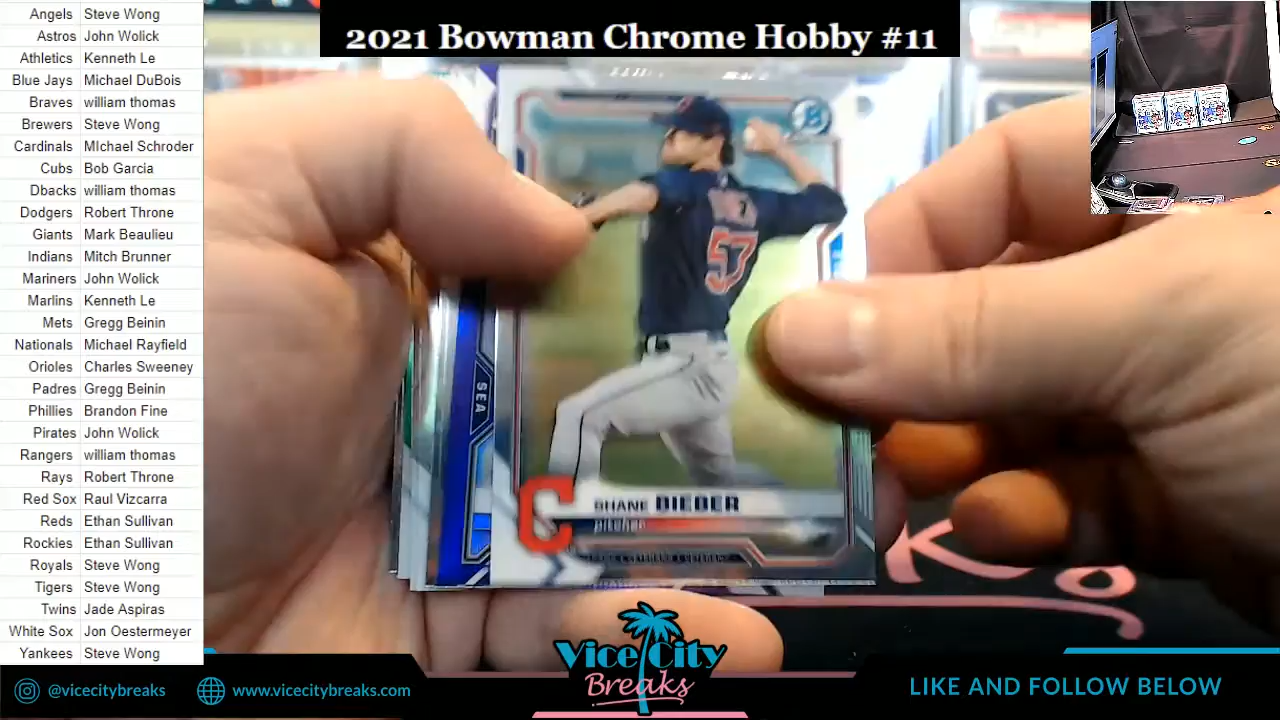 2021 Bowman Chrome Hobby #11
Angels Steve Wong
Astros John Wolick
Athletics Kenneth Le
Blue Jays Michael DuBois
Braves william thomas
Brewers Steve Wong
Cardinals MIchael Schroder
Cubs Bob Garcia
Dbacks william thomas
Dodgers Robert Throne
Giants Mark Beaulieu
Indians Mitch Brunner
Mariners John Wolick
Marlins Kenneth Le
Mets Gregg Beinin
Nationals Michael Rayfield
Orioles Charles Sweeney
Padres Gregg Beinin
Phillies Brandon Fine
Pirates John Wolick
Rangers william thomas
Rays Robert Throne
Red Sox Raul Vizcarra
Reds Ethan Sullivan
Rockies Ethan Sullivan
Royals Steve Wong
Tigers Steve Wong
Twins Jade Aspiras
White Sox Jon Oestermeyer
Yankees Steve Wong
57
SEA
C
SHANE BIEBER
Vice City
Breaks
@vicecitybreaks
www.vicecitybreaks.com
LIKE AND FOLLOW BELOW